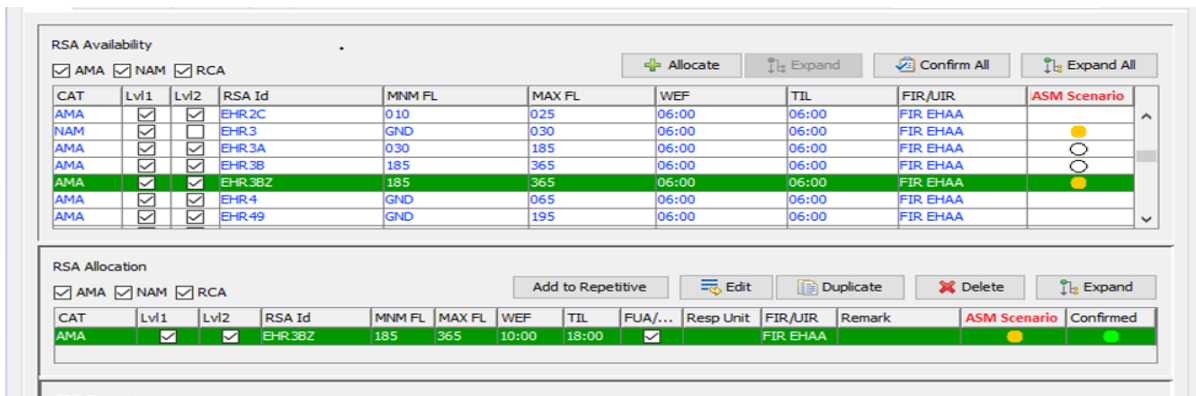 RSA Availability
AMA NAM RCA
Allocate Expand Confirm All Expand All
CAT Lvl1 Lvl2 RSA Id MNM FL MAX FL WEF TIL FIR/UIR ASM Scenario
AMA EHR2C 010 025 06:00 06:00 FIR EHAA
NAM EHR3 GND 030 06:00 06:00 FIR EHAA
AMA EHR3A 030 185 06:00 06:00 FIR EHAA
AMA EHR3B 185 365 06:00 06:00 FIR EHAA
AMA EHR3BZ 185 365 06:00 06:00 FIR EHAA
AMA EHR4 GND 065 06:00 06:00 FIR EHAA
AMA EHR49 GND 195 06:00 06:00 FIR EHAA
RSA Allocation
AMA NAM RCA
Add to Repetitive Edit Duplicate Delete Expand
CAT Lvl1 Lvl2 RSA Id MNM FL MAX FL WEF TIL FUA/... Resp Unit FIR/UIR Remark ASM Scenario Confirmed
AMA EHR3BZ 185 365 10:00 18:00 FIR EHAA